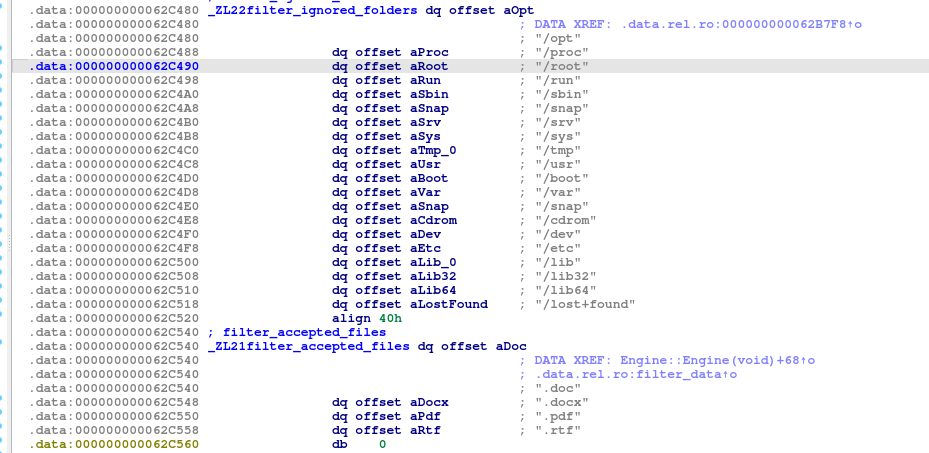 .data:000000000062C480 _ZL22filter_ignored_folders dq offset aOpt
.data:000000000062C480 ; DATA XREF: .data.rel.ro:000000000062B7F8↑o
.data:000000000062C480 ; "/opt"
.data:000000000062C488 dq offset aProc ; "/proc"
.data:000000000062C490 dq offset aRoot ; "/root"
.data:000000000062C498 dq offset aRun ; "/run"
.data:000000000062C4A0 dq offset aSbin ; "/sbin"
.data:000000000062C4A8 dq offset aSnap ; "/snap"
.data:000000000062C4B0 dq offset aSrv ; "/srv"
.data:000000000062C4B8 dq offset aSys ; "/sys"
.data:000000000062C4C0 dq offset aTmp_0 ; "/tmp"
.data:000000000062C4C8 dq offset aUsr ; "/usr"
.data:000000000062C4D0 dq offset aBoot ; "/boot"
.data:000000000062C4D8 dq offset aVar ; "/var"
.data:000000000062C4E0 dq offset aSnap ; "/snap"
.data:000000000062C4E8 dq offset aCdrom ; "/cdrom"
.data:000000000062C4F0 dq offset aDev ; "/dev"
.data:000000000062C4F8 dq offset aEtc ; "/etc"
.data:000000000062C500 dq offset aLib_0 ; "/lib"
.data:000000000062C508 dq offset aLib32 ; "/lib32"
.data:000000000062C510 dq offset aLib64 ; "/lib64"
.data:000000000062C518 dq offset aLostFound ; "/lost+found"
.data:000000000062C520 align 40h
.data:000000000062C540 ; filter_accepted_files
.data:000000000062C540 _ZL21filter_accepted_files dq offset aDoc
.data:000000000062C540 ; DATA XREF: Engine::Engine(void)+68↑o
.data:000000000062C540 ; .data.rel.ro:filter_data↑o
.data:000000000062C540 ; ".doc"
.data:000000000062C548 dq offset aDocx ; ".docx"
.data:000000000062C550 dq offset aPdf ; ".pdf"
.data:000000000062C558 dq offset aRtf ; ".rtf"
.data:000000000062C560 db 0